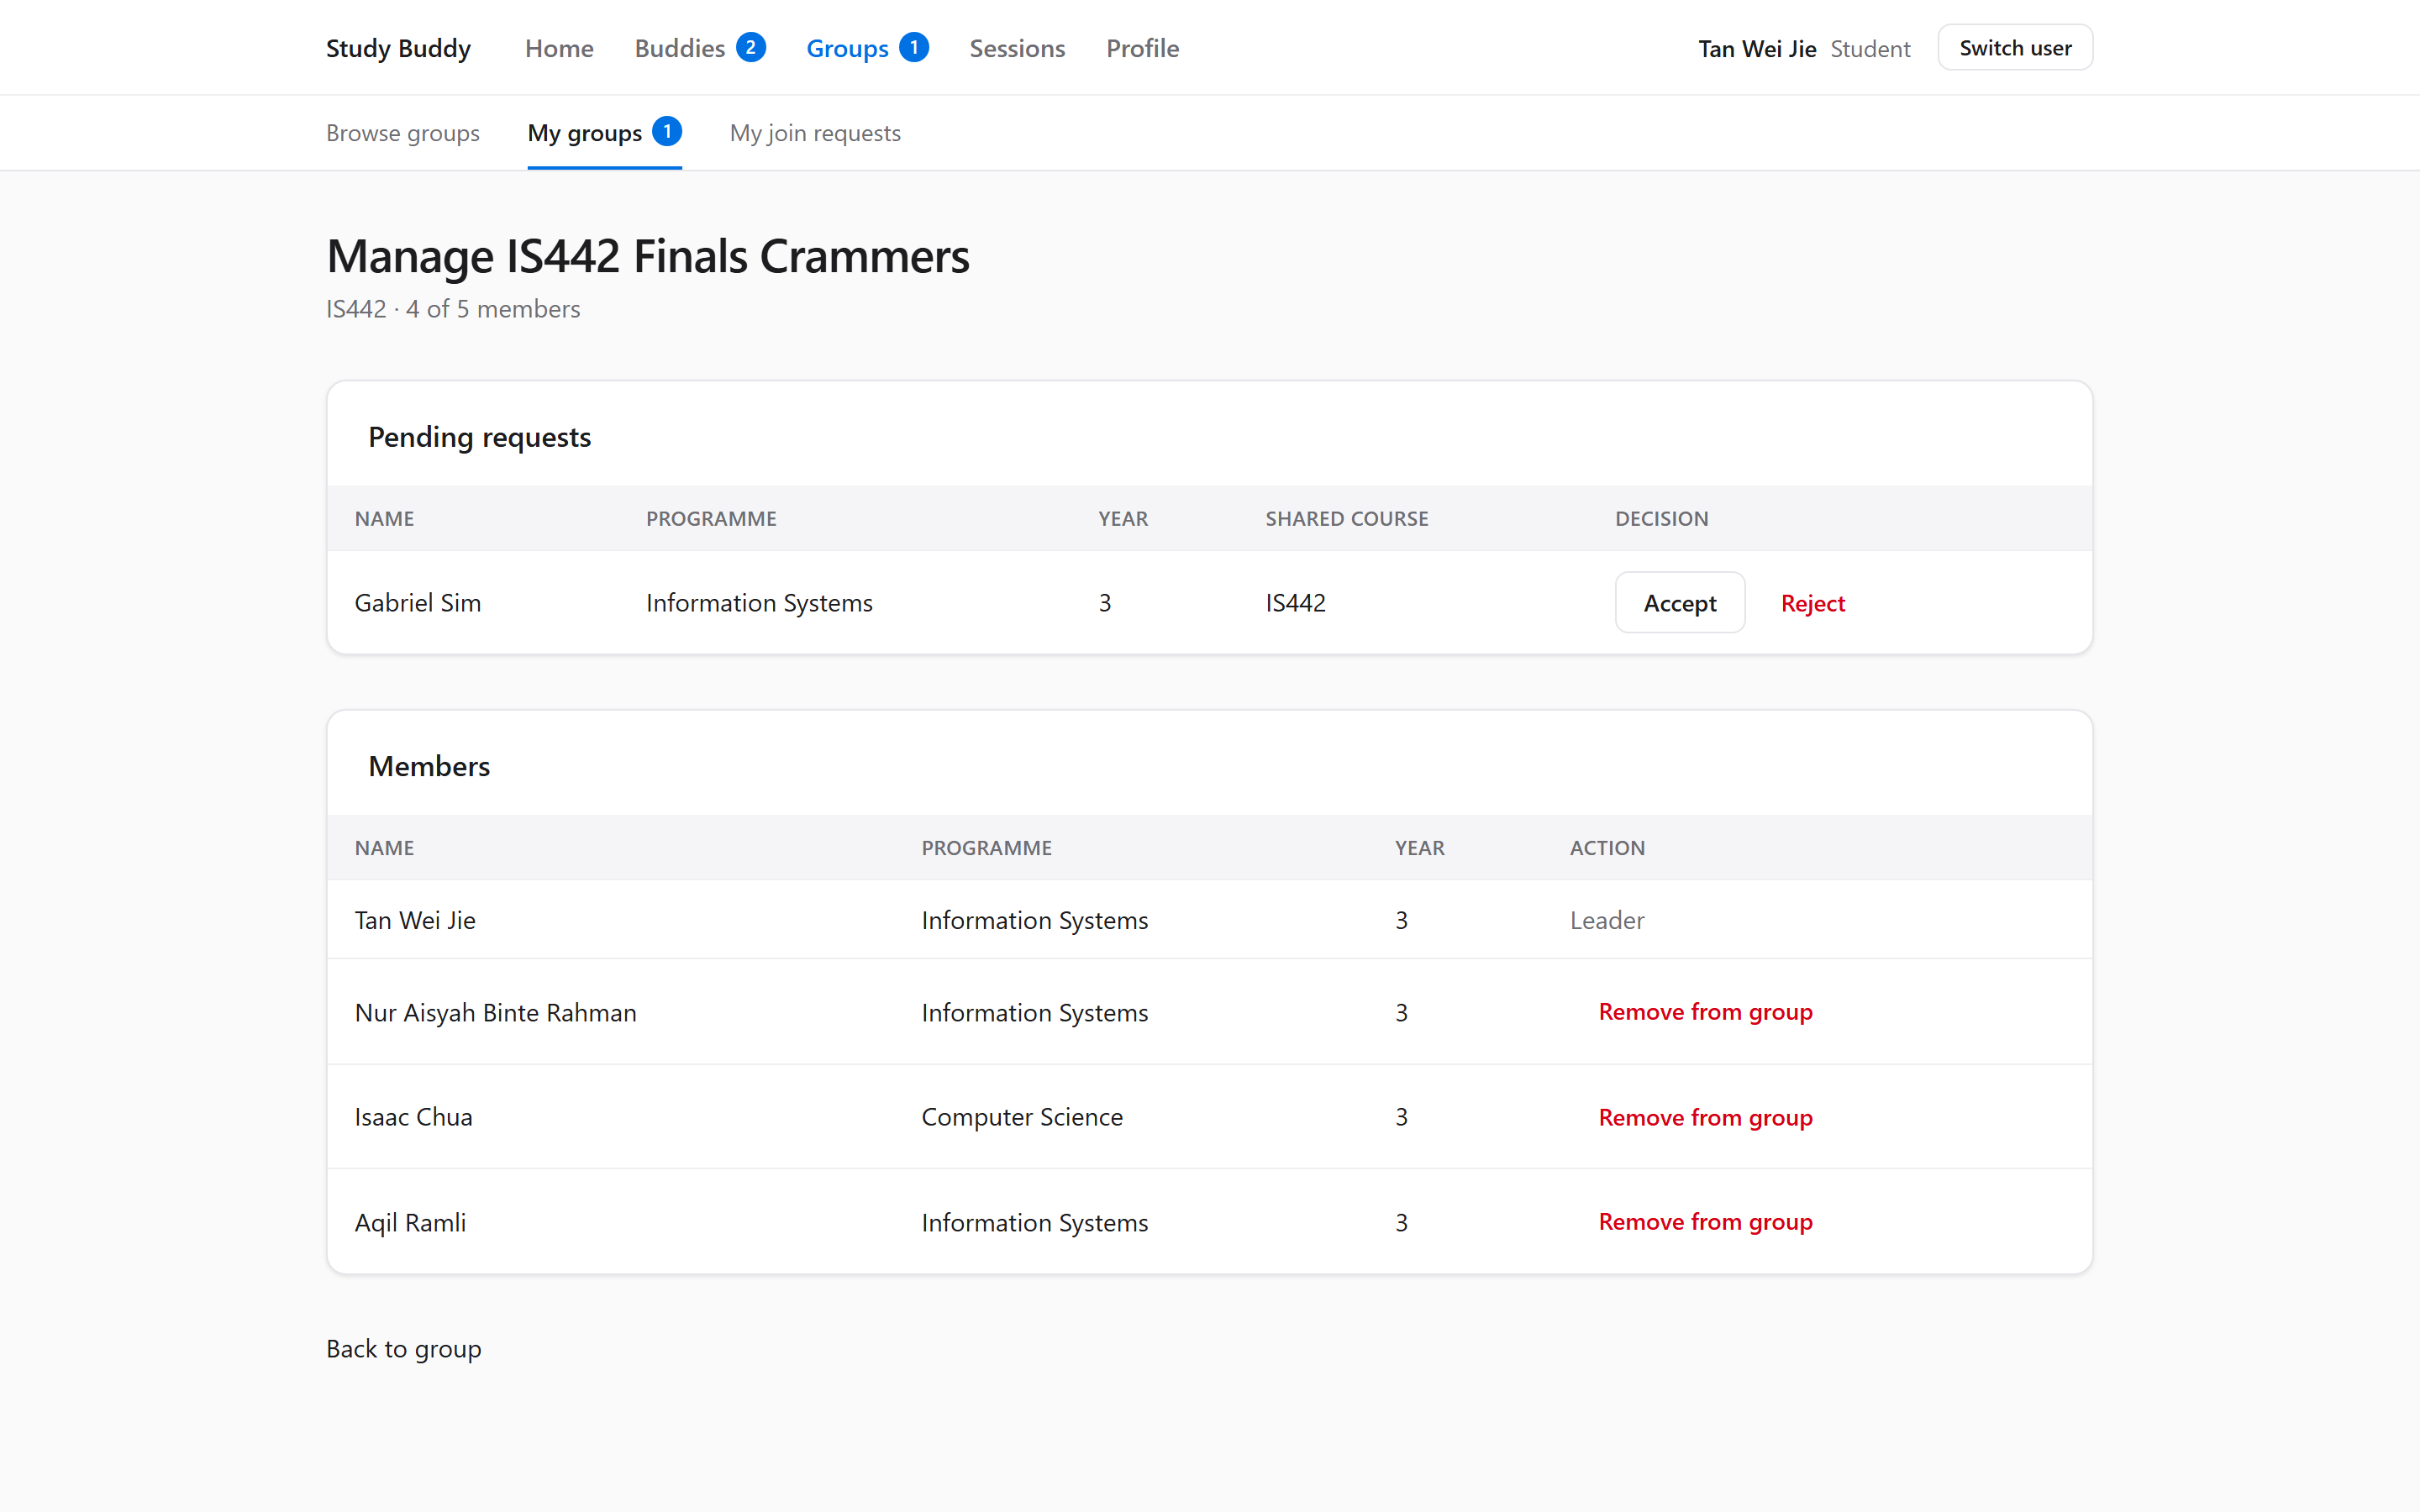 Study Buddy Home Buddies 2 Groups 1 Sessions Profile Tan Wei Jie Student Switch user
Browse groups My groups 1 My join requests
Manage IS442 Finals Crammers
IS442 · 4 of 5 members
Pending requests
NAME PROGRAMME YEAR SHARED COURSE DECISION
Gabriel Sim Information Systems 3 IS442 Accept Reject
Members
NAME PROGRAMME YEAR ACTION
Tan Wei Jie Information Systems 3 Leader
Nur Aisyah Binte Rahman Information Systems 3 Remove from group
Isaac Chua Computer Science 3 Remove from group
Aqil Ramli Information Systems 3 Remove from group
Back to group